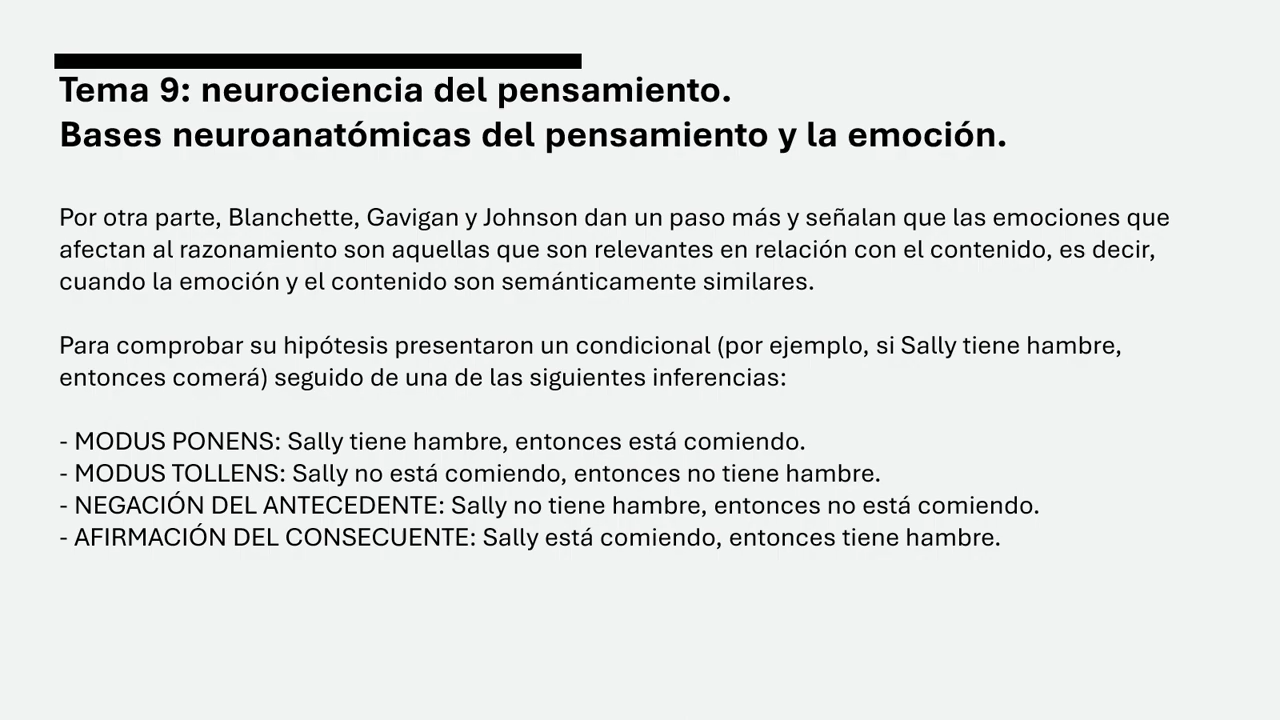 Tema 9: neurociencia del pensamiento.
Bases neuroanatómicas del pensamiento y la emoción.
Por otra parte, Blanchette, Gavigan y Johnson dan un paso más y señalan que las emociones que
afectan al razonamiento son aquellas que son relevantes en relación con el contenido, es decir,
cuando la emoción y el contenido son semánticamente similares.
Para comprobar su hipótesis presentaron un condicional (por ejemplo, si Sally tiene hambre,
entonces comerá) seguido de una de las siguientes inferencias:
- MODUS PONENS: Sally tiene hambre, entonces está comiendo.
- MODUS TOLLENS: Sally no está comiendo, entonces no tiene hambre.
- NEGACIÓN DEL ANTECEDENTE: Sally no tiene hambre, entonces no está comiendo.
- AFIRMACIÓN DEL CONSECUENTE: Sally está comiendo, entonces tiene hambre.